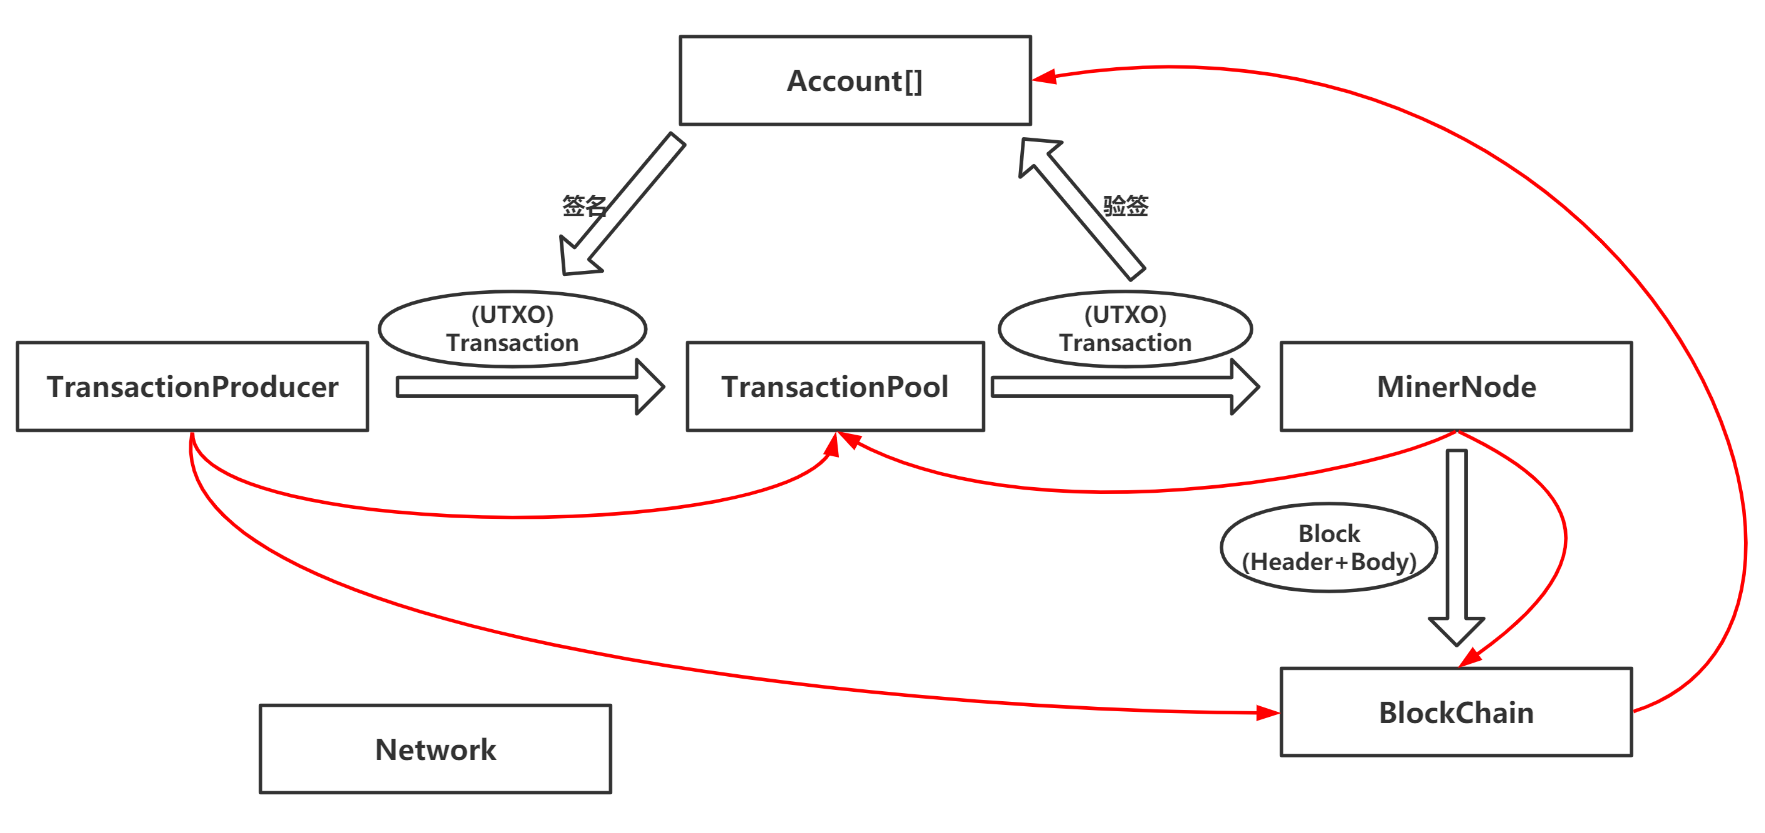 Account[]
签名
验签
(UTXO)
Transaction
(UTXO)
Transaction
TransactionProducer
TransactionPool
MinerNode
Block
(Header+Body)
BlockChain
Network